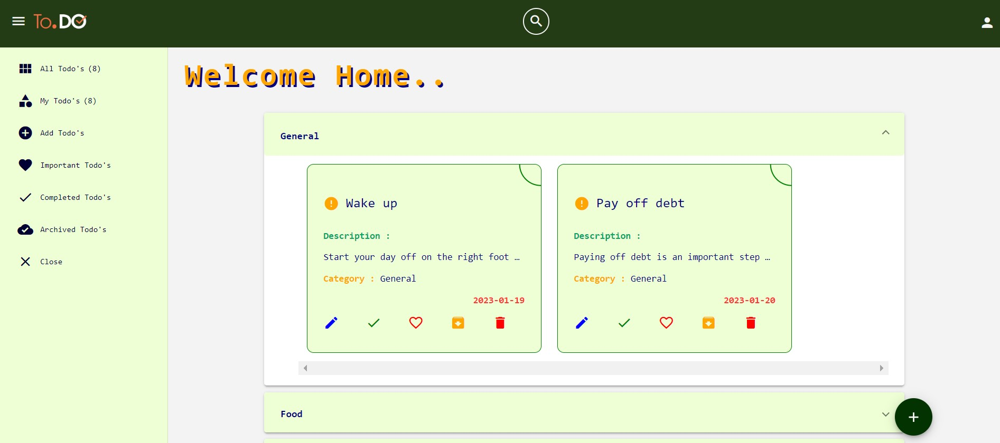 To.DO
All Todo's (8)
My Todo's (8)
Add Todo's
Important Todo's
Completed Todo's
Archived Todo's
Close
Welcome Home..
General
Wake up
Description :
Start your day off on the right foot …
Category : General
2023-01-19
Pay off debt
Description :
Paying off debt is an important step …
Category : General
2023-01-20
Food